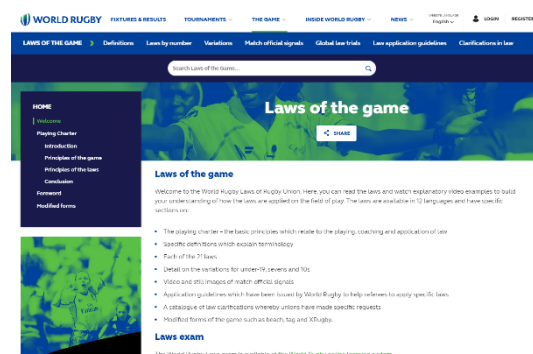 WORLD RUGBY FIXTURES & RESULTS TOURNAMENTS THE GAME INSIDE WORLD RUGBY NEWS English LOGIN REGISTER
LAWS OF THE GAME Definitions Laws by number Variations Match official signals Global law trials Law application guidelines Clarifications in law
Search Laws of the Game...
HOME
Welcome
Playing Charter
Introduction
Principles of the game
Principles of the laws
Conclusion
Foreword
Modified forms
Laws of the game
SHARE
Laws of the game
Welcome to the World Rugby Laws of Rugby Union. Here, you can read the laws and watch explanatory video examples to build
your understanding of how the laws are applied on the field of play. The laws are available in 12 languages and have specific
sections on:
• The playing charter – the basic principles which relate to the playing, coaching and application of law
• Specific definitions which explain terminology
• Each of the 21 laws
• Detail on the variations for under-19, sevens and 10s
• Video and still images of match official signals
• Application guidelines which have been issued by World Rugby to help referees to apply specific laws
• A catalogue of law clarifications whereby unions have made specific requests
• Modified forms of the game such as beach, tag and XRugby.
Laws exam